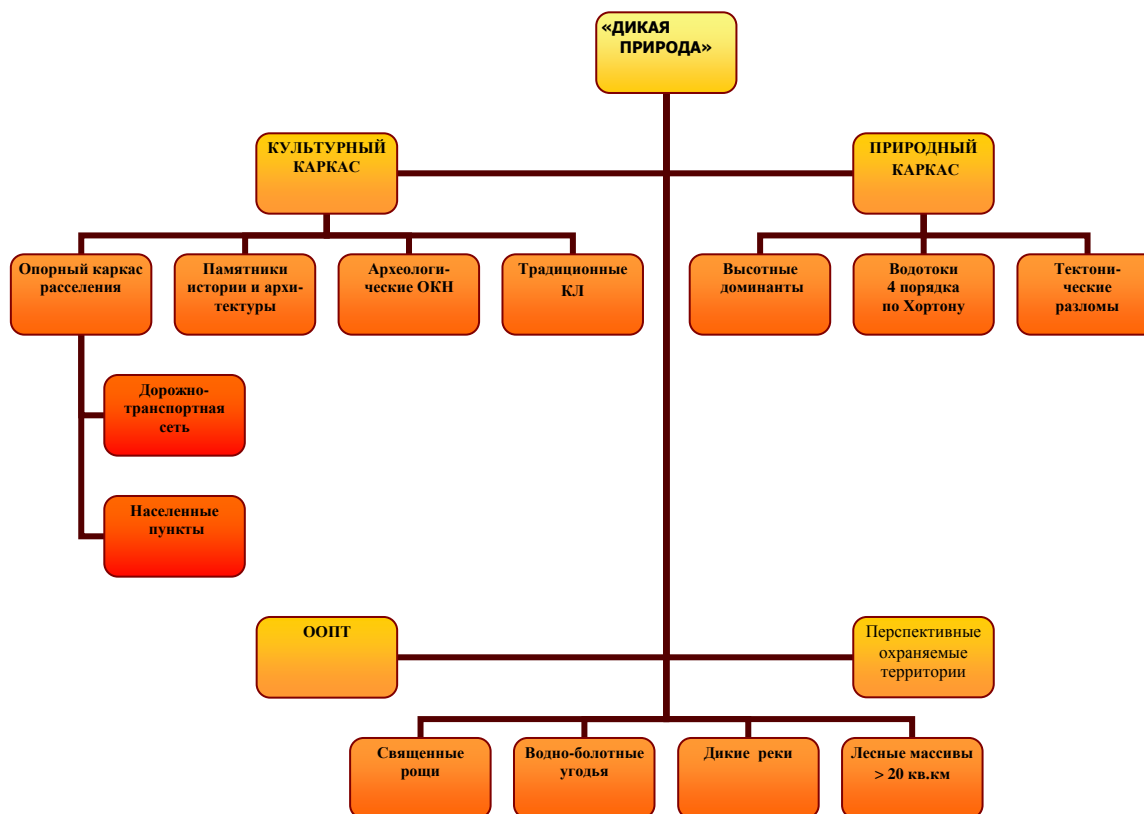 «ДИКАЯ
ПРИРОДА»
КУЛЬТУРНЫЙ
КАРКАС
ПРИРОДНЫЙ
КАРКАС
Опорный каркас
расселения
Памятники
истории и архи-
тектуры
Археологи-
ческие ОКН
Традиционные
КЛ
Высотные
доминанты
Водотоки
4 порядка
по Хортону
Тектони-
ческие
разломы
Дорожно-
транспортная
сеть
Населенные
пункты
ООПТ
Перспективные
охраняемые
территории
Священные
рощи
Водно-болотные
угодья
Дикие реки
Лесные массивы
> 20 кв.км